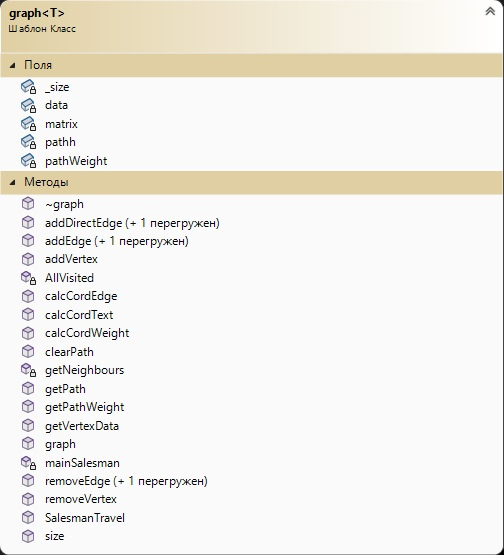 graph<T>
Шаблон Класс
Поля
_size
data
matrix
pathh
pathWeight
Методы
~graph
addDirectEdge (+ 1 перегружен)
addEdge (+ 1 перегружен)
addVertex
AllVisited
calcCordEdge
calcCordText
calcCordWeight
clearPath
getNeighbours
getPath
getPathWeight
getVertexData
graph
mainSalesman
removeEdge (+ 1 перегружен)
removeVertex
SalesmanTravel
size